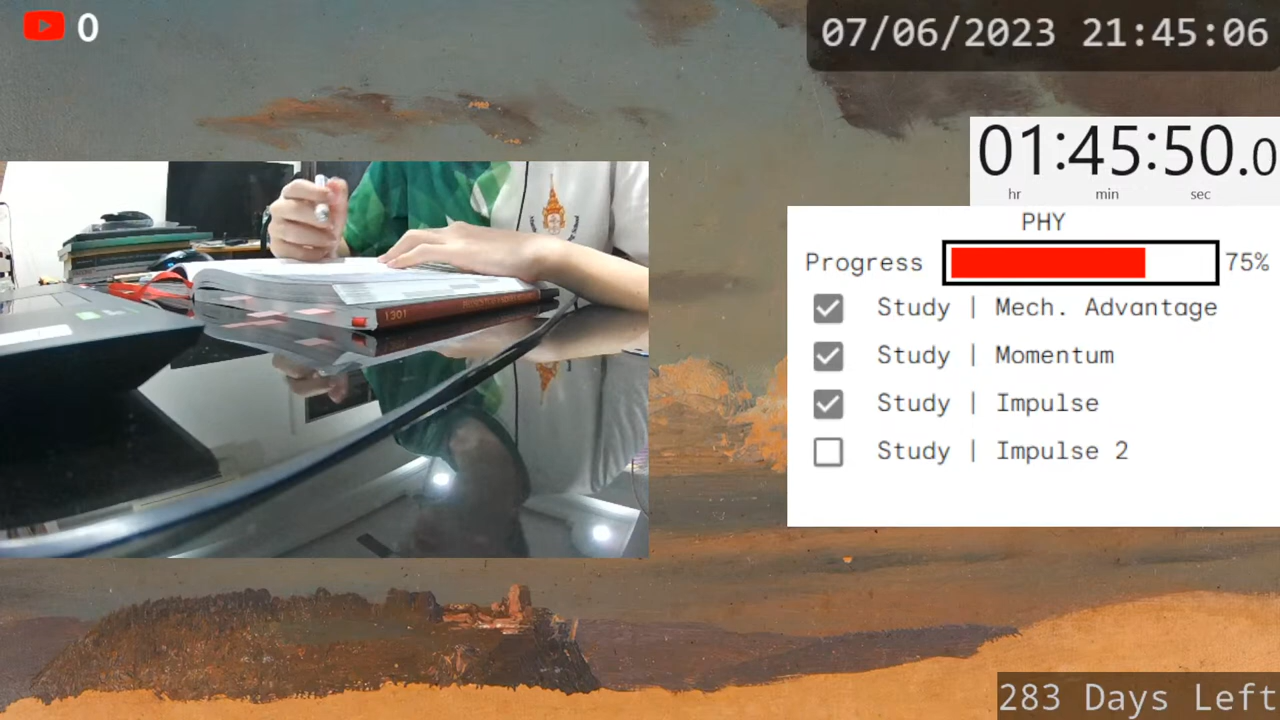 0
07/06/2023 21:45:06
01:45:50.0
hr min sec
PHY
Progress 75%
Study | Mech. Advantage
Study | Momentum
Study | Impulse
Study | Impulse 2
1301
283 Days Left